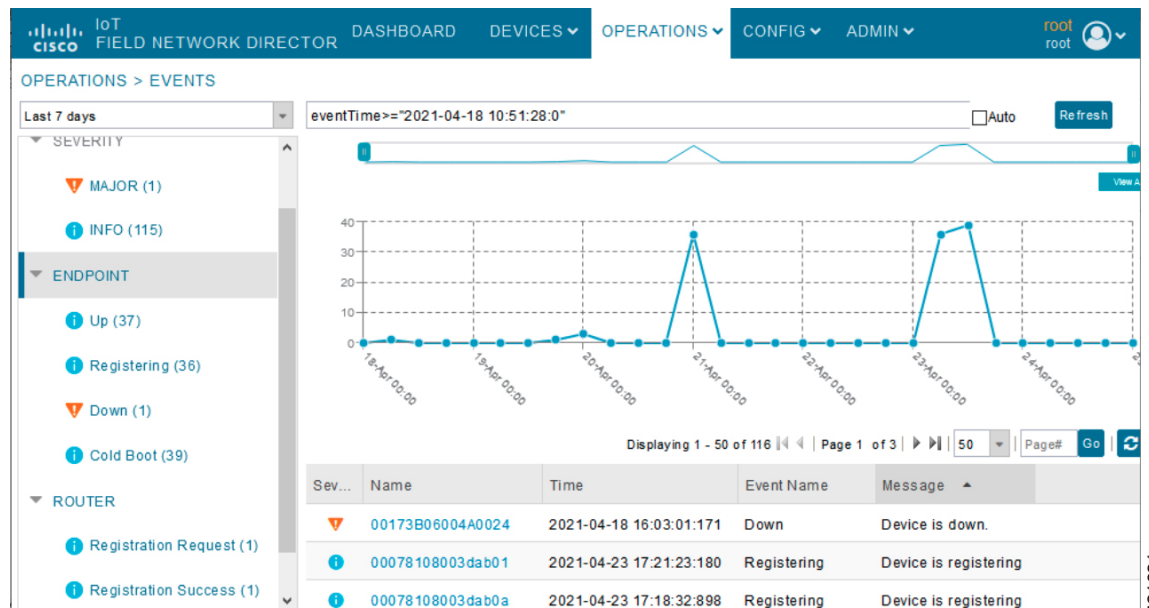 IoT
CISCO FIELD NETWORK DIRECTOR
DASHBOARD DEVICES OPERATIONS CONFIG ADMIN
root
root
OPERATIONS > EVENTS
Last 7 days
eventTime>="2021-04-18 10:51:28:0"
Auto
Refresh
SEVERITY
MAJOR (1)
INFO (115)
ENDPOINT
Up (37)
Registering (36)
Down (1)
Cold Boot (39)
ROUTER
Registration Request (1)
Registration Success (1)
View A
40
30
20
10
0
18-Apr 00:00
19-Apr 00:00
20-Apr 00:00
21-Apr 00:00
22-Apr 00:00
23-Apr 00:00
24-Apr 00:00
Displaying 1 - 50 of 116 | Page 1 of 3 | 50 | Page# Go
Sev... Name Time Event Name Message
00173B06004A0024 2021-04-18 16:03:01:171 Down Device is down.
00078108003dab01 2021-04-23 17:21:23:180 Registering Device is registering
00078108003dab0a 2021-04-23 17:18:32:898 Registering Device is registering